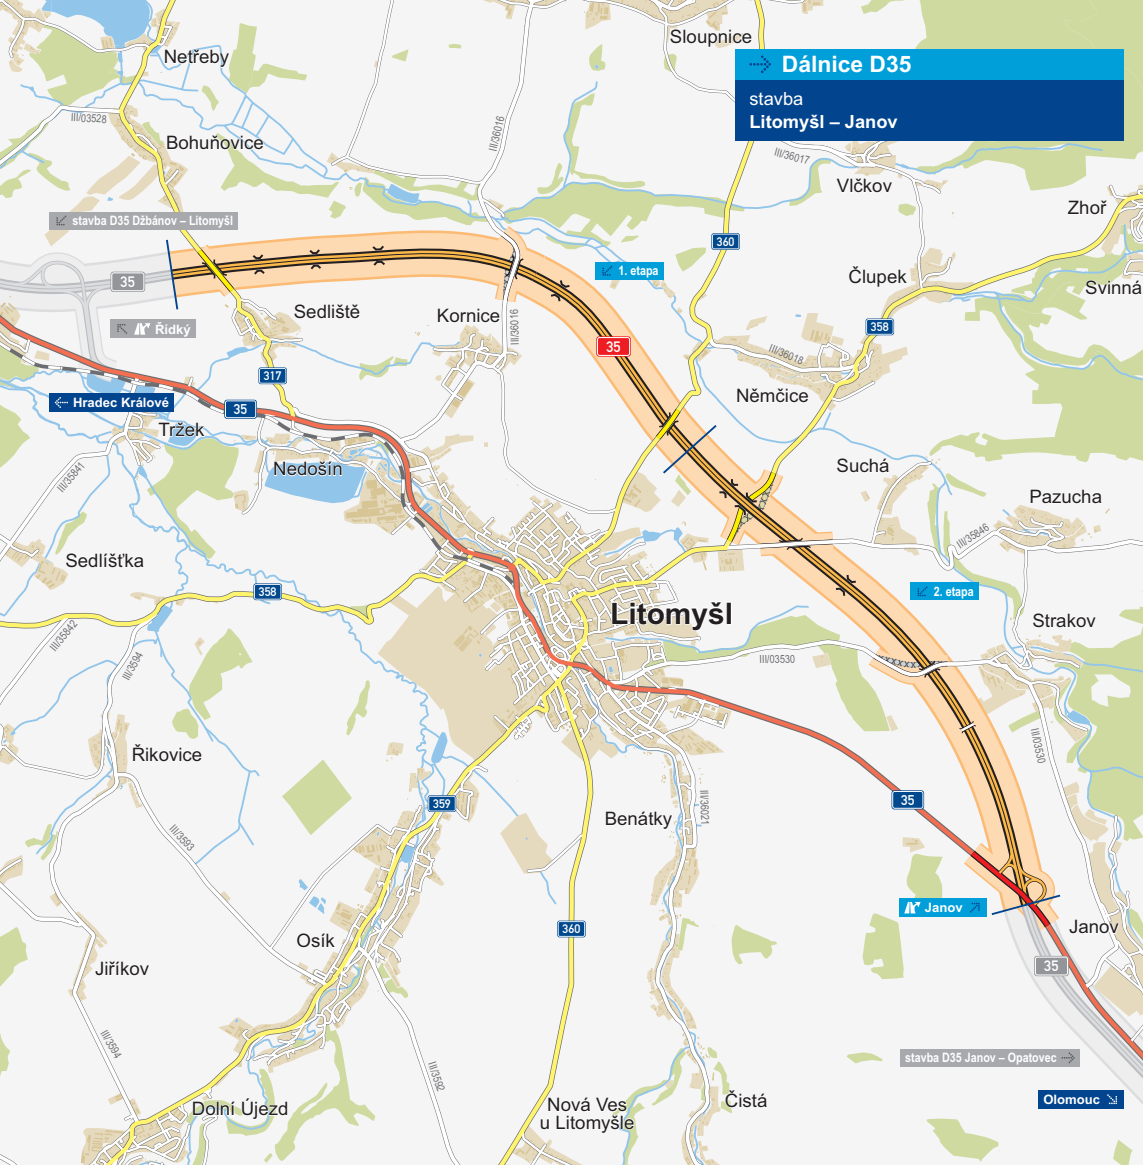 Sloupnice
Netřeby
Dálnice D35
stavba
Litomyšl – Janov
III/03528
III/36016
Bohuňovice
III/36017
Vlčkov
Zhoř
stavba D35 Džbánov – Litomyšl
360
1. etapa
Člupek
35
Svinná
Sedliště
Kornice
358
Řídký
III/36016
35
III/36018
317
Němčice
Hradec Králové
35
Tržek
Nedošín
Suchá
III/35841
Pazucha
III/35846
Sedlíšťka
358
2. etapa
Litomyšl
Strakov
III/35842
III/3594
III/03530
Řikovice
III/03530
359
35
III/36021
Benátky
III/3593
Janov
360
Janov
Osík
35
Jiříkov
III/3594
stavba D35 Janov – Opatovec
III/3592
Olomouc
Čistá
Dolní Újezd
Nová Ves
u Litomyšle